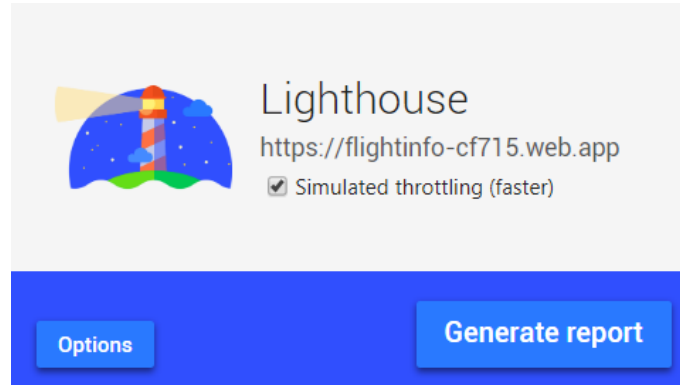 Lighthouse
https://flightinfo-cf715.web.app
Simulated throttling (faster)
Options
Generate report